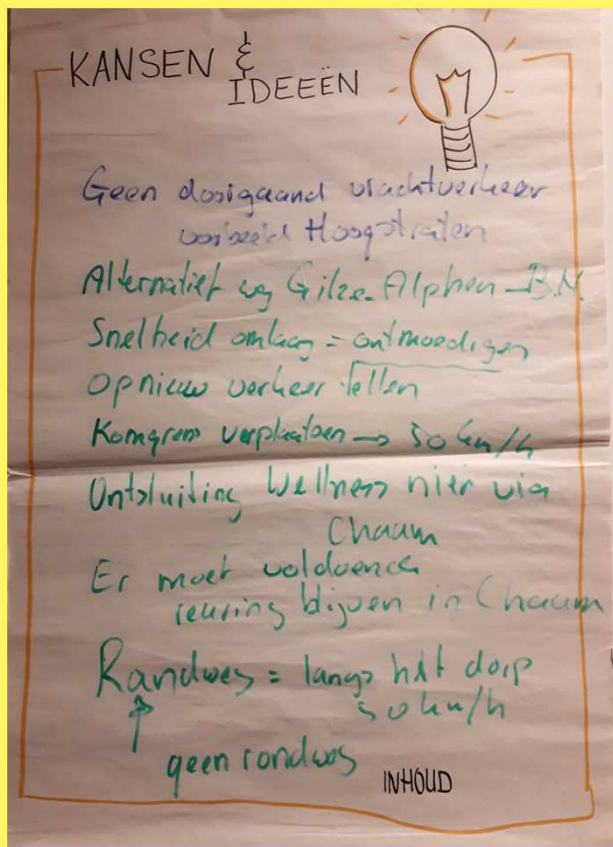 KANSEN &
IDEEËN
Geen doorgaand vrachtverkeer
voorbeeld Hoogstraten
Alternatief weg Gilze-Alphen-B.N.
Snelheid omlaag = ontmoedigen
Opnieuw verkeer tellen
Komgrens verplaatsen → 50 km/h
Ontsluiting Wellness niet via
Chaam
Er moet voldoende
reuring blijven in Chaam
Randweg = langs het dorp
50 km/h
geen rondweg
INHOUD